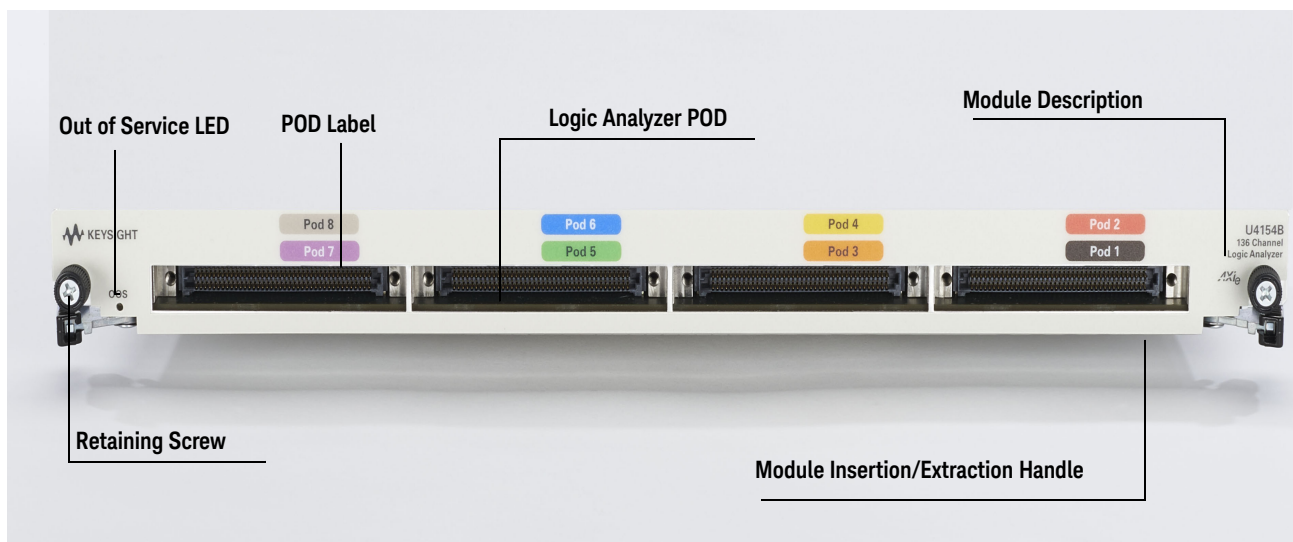 Module Description
Out of Service LED
POD Label
Logic Analyzer POD
Pod 8
Pod 6
Pod 4
Pod 2
KEYSIGHT
Pod 7
Pod 5
Pod 3
Pod 1
U4154B
136 Channel
Logic Analyzer
AXIe
OOS
Retaining Screw
Module Insertion/Extraction Handle